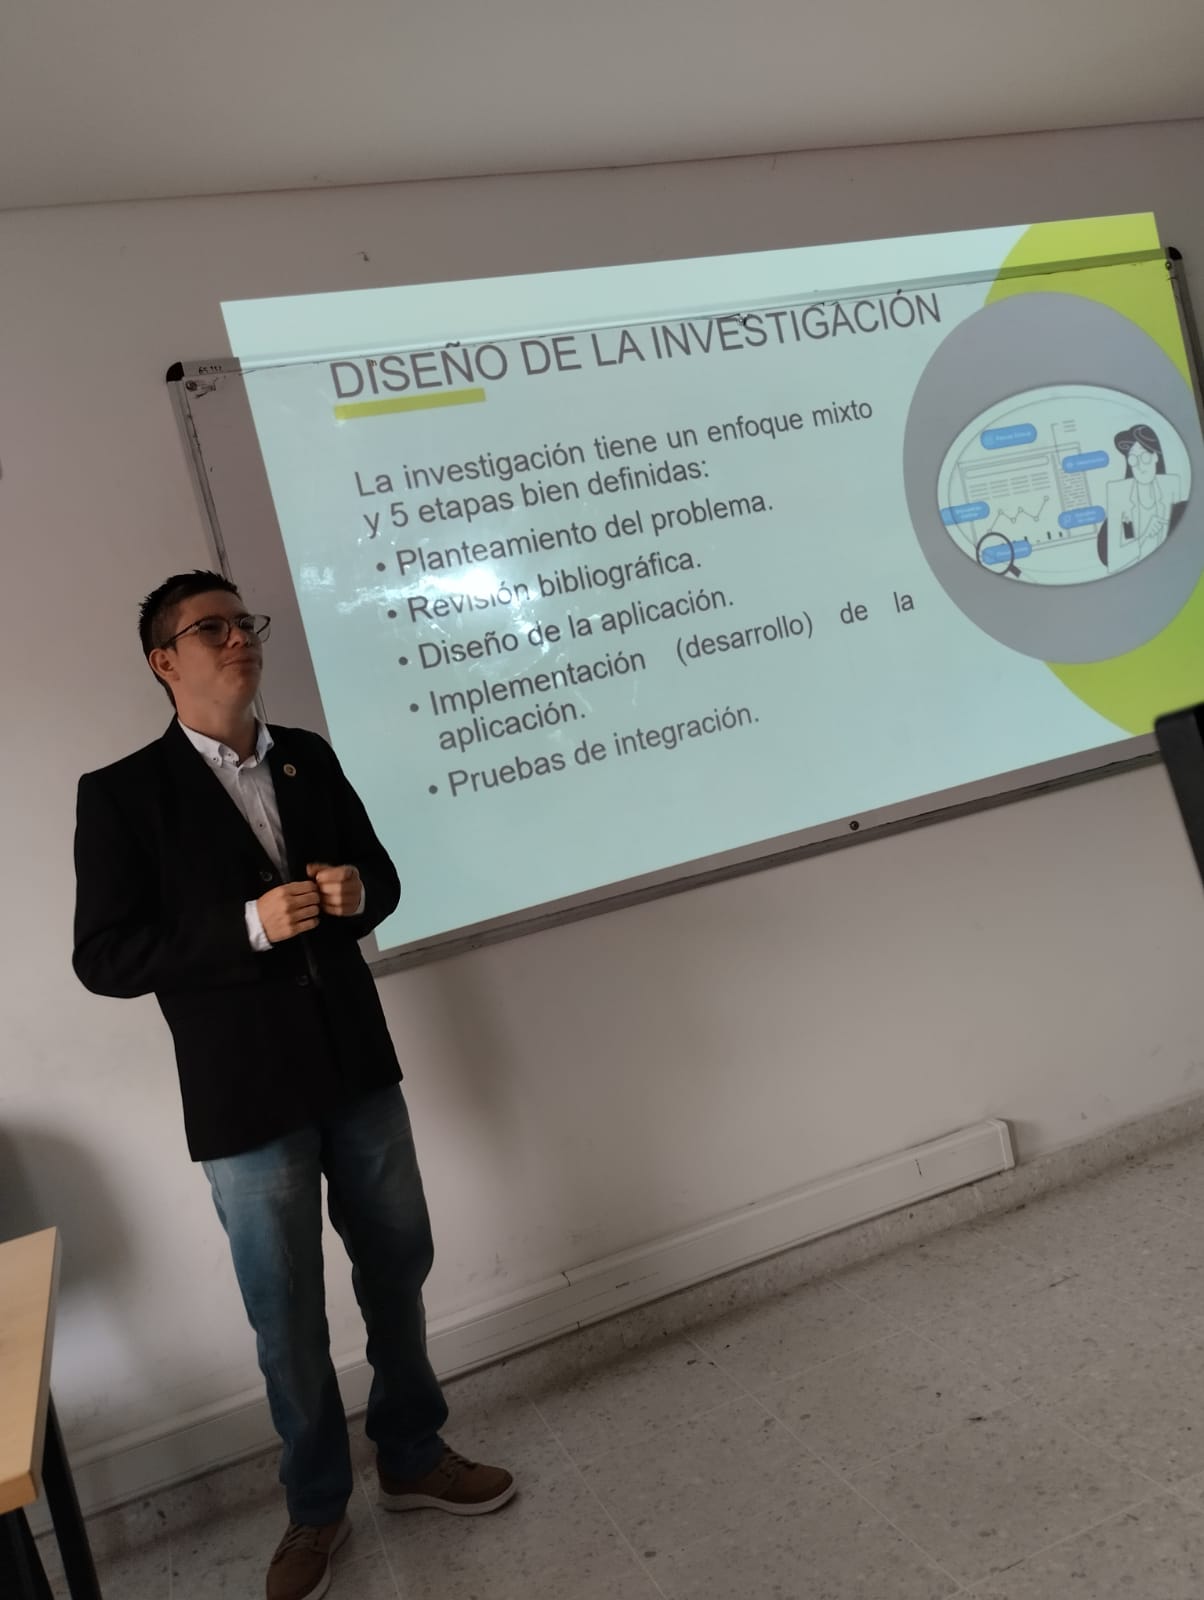 DISEÑO DE LA INVESTIGACIÓN
La investigación tiene un enfoque mixto
y 5 etapas bien definidas:
• Planteamiento del problema.
• Revisión bibliográfica.
• Diseño de la aplicación.
• Implementación (desarrollo) de la
aplicación.
• Pruebas de integración.